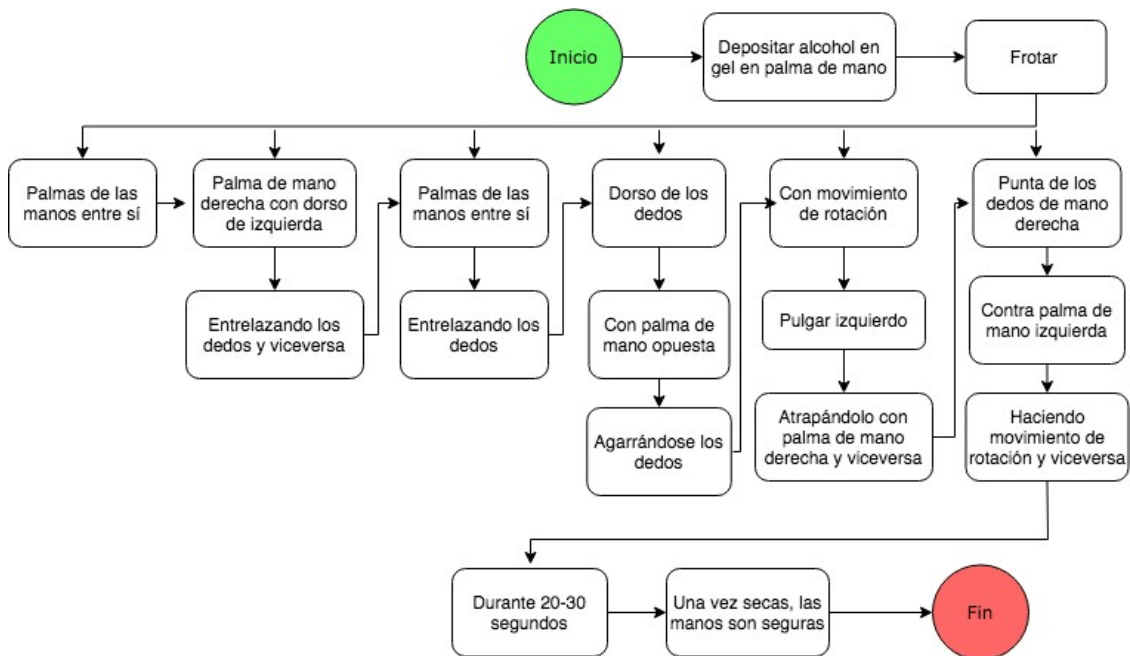 Inicio
Depositar alcohol en
gel en palma de mano
Frotar
Palmas de las
manos entre sí
Palma de mano
derecha con dorso
de izquierda
Entrelazando los
dedos y viceversa
Palmas de las
manos entre sí
Entrelazando los
dedos
Dorso de los
dedos
Con palma de
mano opuesta
Agarrándose los
dedos
Con movimiento
de rotación
Pulgar izquierdo
Atrapándolo con
palma de mano
derecha y viceversa
Punta de los
dedos de mano
derecha
Contra palma de
mano izquierda
Haciendo
movimiento de
rotación y viceversa
Durante 20-30
segundos
Una vez secas, las
manos son seguras
Fin